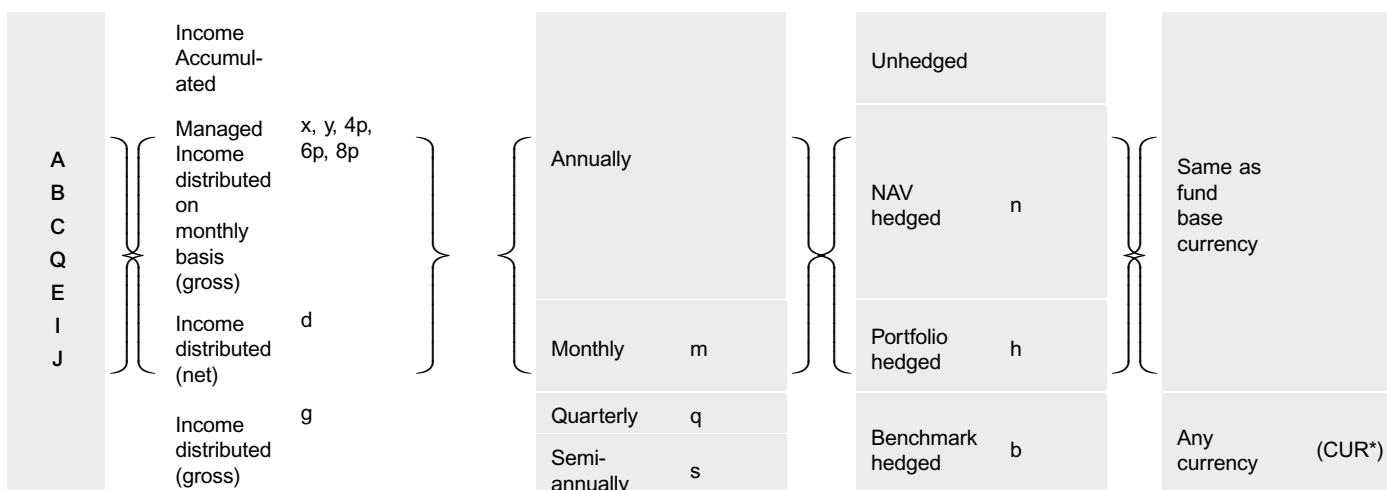 A
B
C
Q
E
I
J
Income
Accumul-
ated
Managed
Income
distributed
on
monthly
basis
(gross)
x, y, 4p,
6p, 8p
Income
distributed
(net)
d
Income
distributed
(gross)
g
Annually
Monthly m
Quarterly q
Semi-
annually
s
Unhedged
NAV
hedged
n
Portfolio
hedged
h
Benchmark
hedged
b
Same as
fund
base
currency
Any
currency
(CUR*)